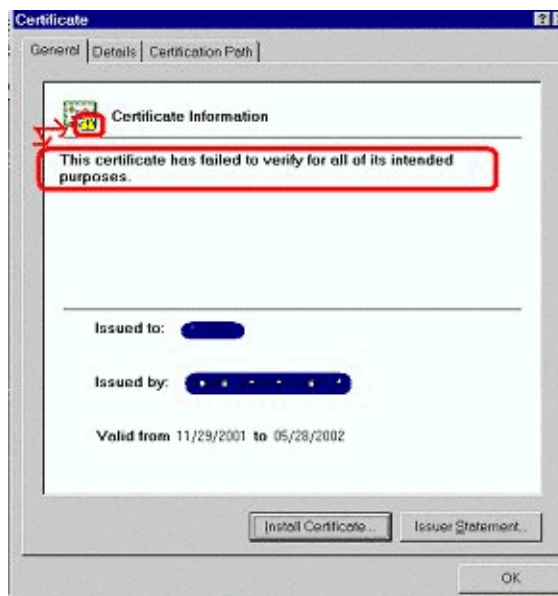 Certificate
General Details Certification Path
Certificate Information
This certificate has failed to verify for all of its intended
purposes.
Issued to:
Issued by:
Valid from 11/29/2001 to 05/28/2002
Install Certificate... Issuer Statement...
OK